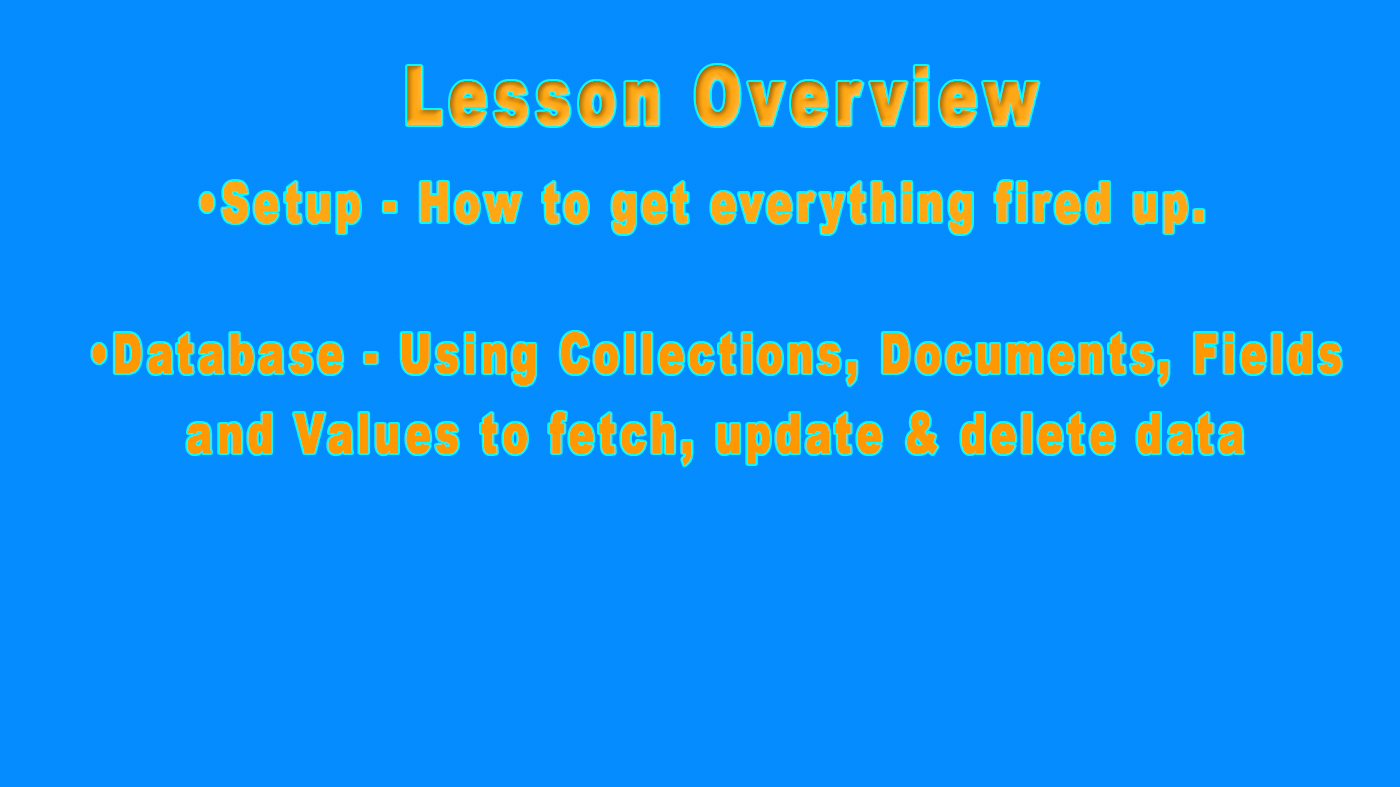 Lesson Overview
•Setup - How to get everything fired up.
•Database - Using Collections, Documents, Fields
and Values to fetch, update & delete data